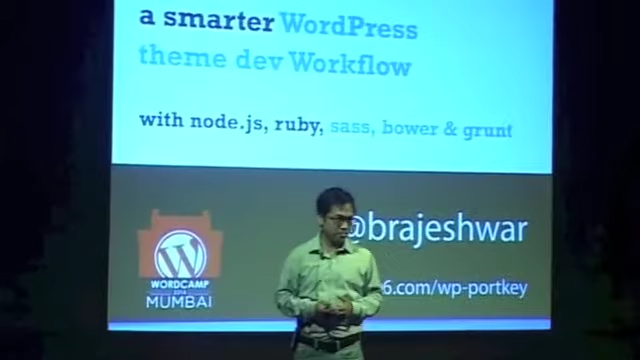 a smarter WordPress
theme dev Workflow
with node.js, ruby, sass, bower & grunt
@brajeshwar
6.com/wp-portkey
WORDCAMP
2014
MUMBAI